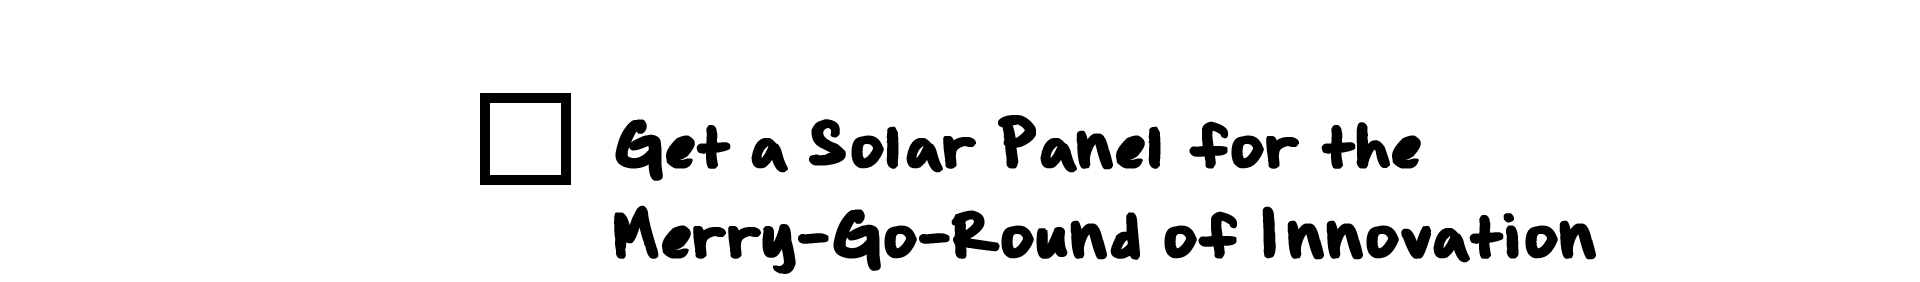 Get a Solar Panel for the
Merry-Go-Round of Innovation